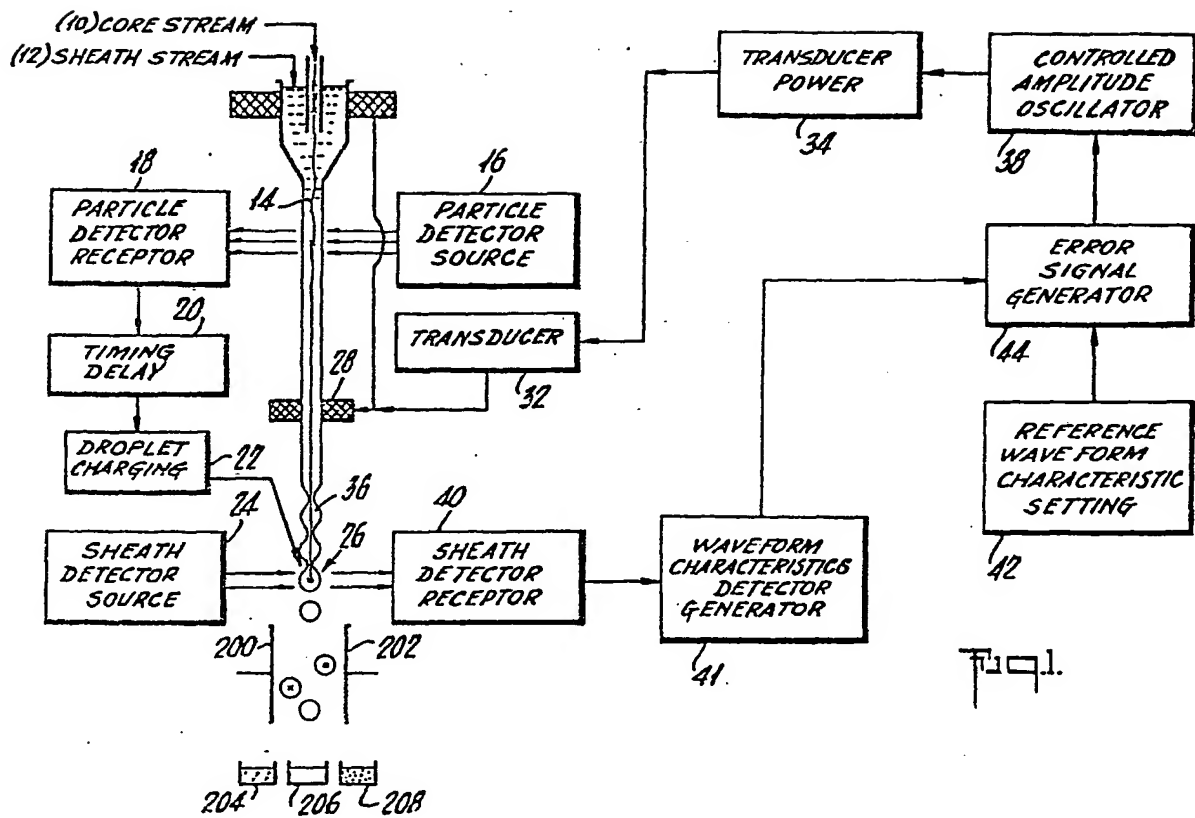 (10) CORE STREAM
(12) SHEATH STREAM
18
PARTICLE
DETECTOR
RECEPTOR
14
16
PARTICLE
DETECTOR
SOURCE
TRANSDUCER
POWER
34
CONTROLLED
AMPLITUDE
OSCILLATOR
38
20
TIMING
DELAY
TRANSDUCER
32
28
ERROR
SIGNAL
GENERATOR
44
DROPLET
CHARGING
22
36
REFERENCE
WAVE FORM
CHARACTERISTIC
SETTING
42
24
SHEATH
DETECTOR
SOURCE
26
40
SHEATH
DETECTOR
RECEPTOR
WAVEFORM
CHARACTERISTICS
DETECTOR
GENERATOR
41
200
202
204
206
208
Fig 1.